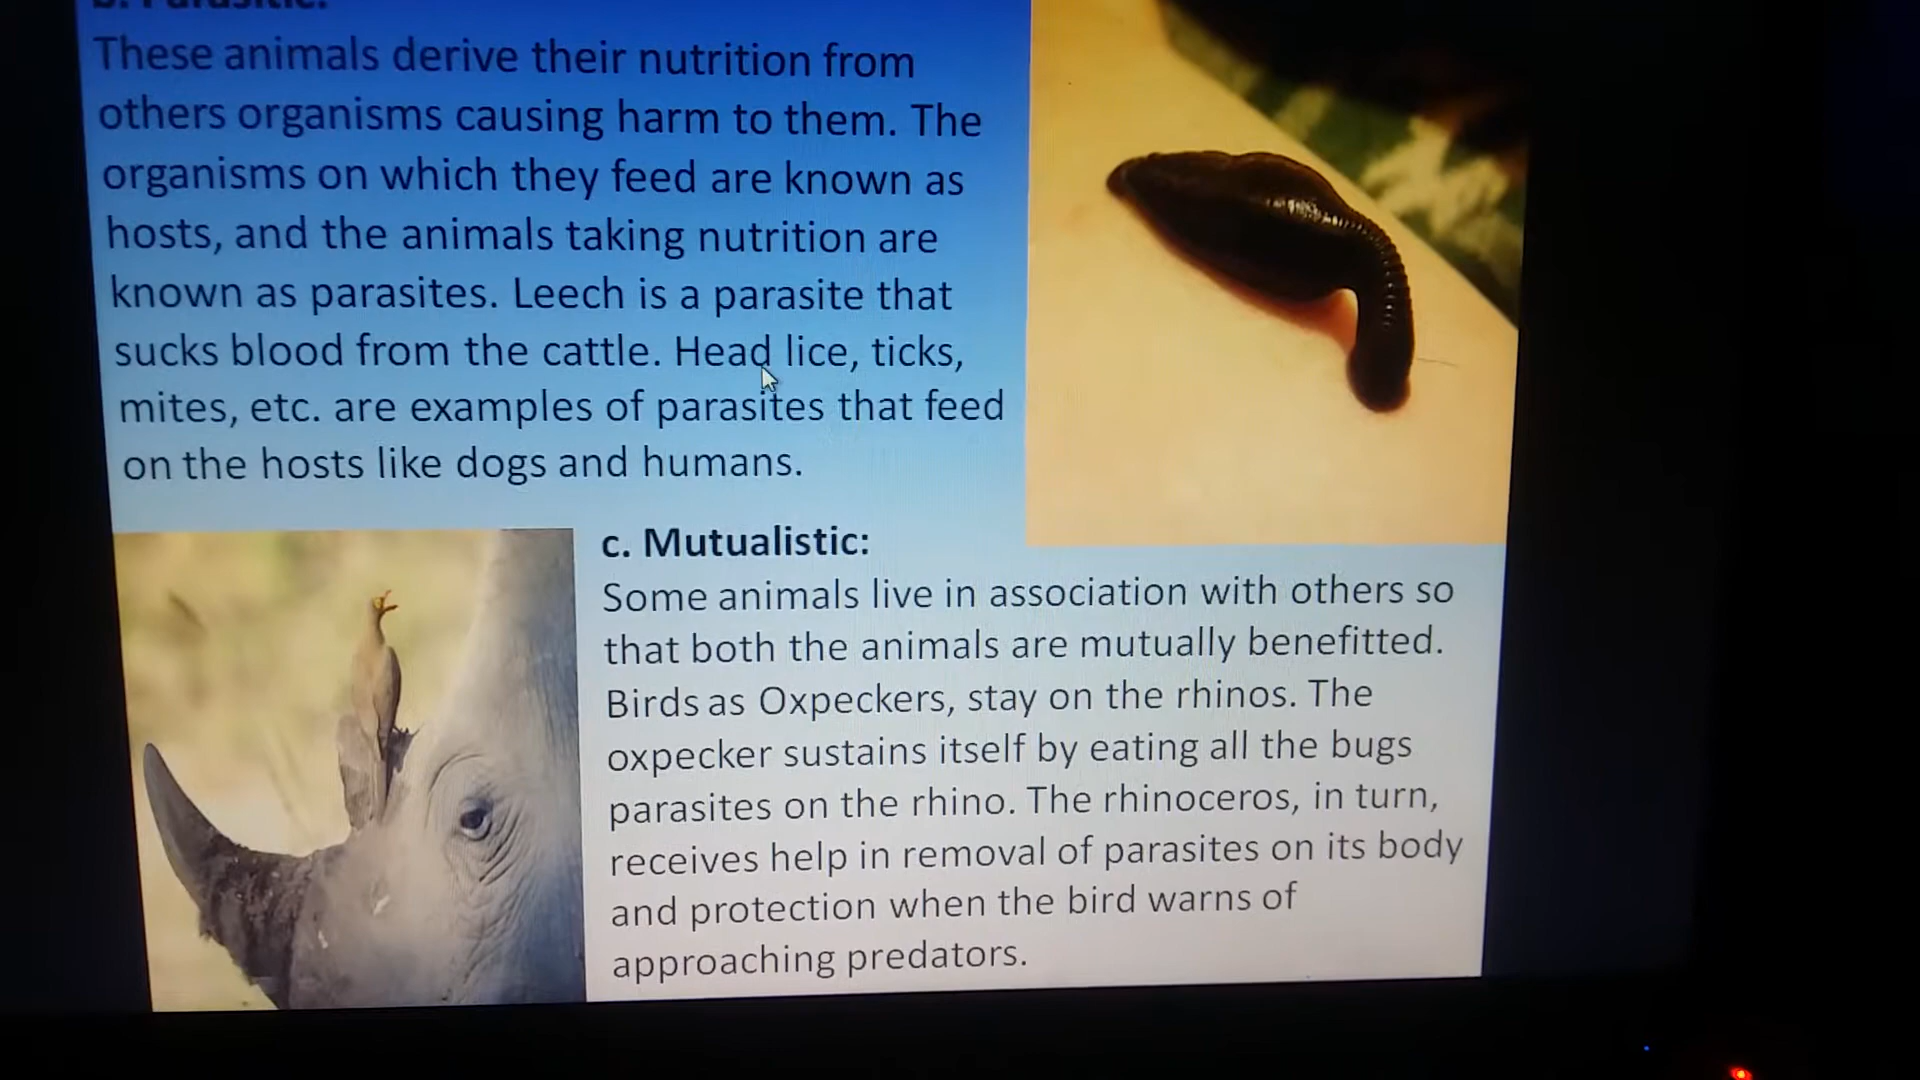 b. Parasitic:
These animals derive their nutrition from
others organisms causing harm to them. The
organisms on which they feed are known as
hosts, and the animals taking nutrition are
known as parasites. Leech is a parasite that
sucks blood from the cattle. Head lice, ticks,
mites, etc. are examples of parasites that feed
on the hosts like dogs and humans.
c. Mutualistic:
Some animals live in association with others so
that both the animals are mutually benefitted.
Birds as Oxpeckers, stay on the rhinos. The
oxpecker sustains itself by eating all the bugs
parasites on the rhino. The rhinoceros, in turn,
receives help in removal of parasites on its body
and protection when the bird warns of
approaching predators.